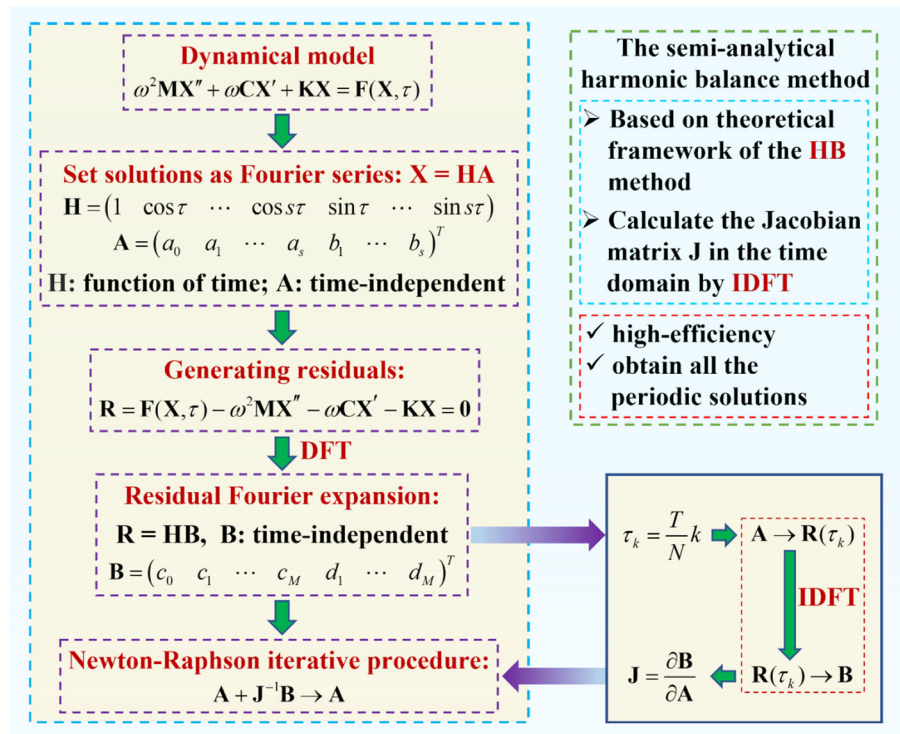 Dynamical model
ω²MX″ + ωCX′ + KX = F(X, τ)
Set solutions as Fourier series: X = HA
H = (1 cosτ ⋯ cos sτ sinτ ⋯ sin sτ)
A = (a₀ a₁ ⋯ aₛ b₁ ⋯ bₛ)ᵀ
H: function of time; A: time-independent
Generating residuals:
R = F(X, τ) − ω²MX″ − ωCX′ − KX = 0
DFT
Residual Fourier expansion:
R = HB, B: time-independent
B = (c₀ c₁ ⋯ c_M d₁ ⋯ d_M)ᵀ
Newton-Raphson iterative procedure:
A + J⁻¹B → A
The semi-analytical
harmonic balance method
➢ Based on theoretical
framework of the HB
method
➢ Calculate the Jacobian
matrix J in the time
domain by IDFT
✓ high-efficiency
✓ obtain all the
periodic solutions
τₖ = T/N k
A → R(τₖ)
IDFT
R(τₖ) → B
J = ∂B/∂A